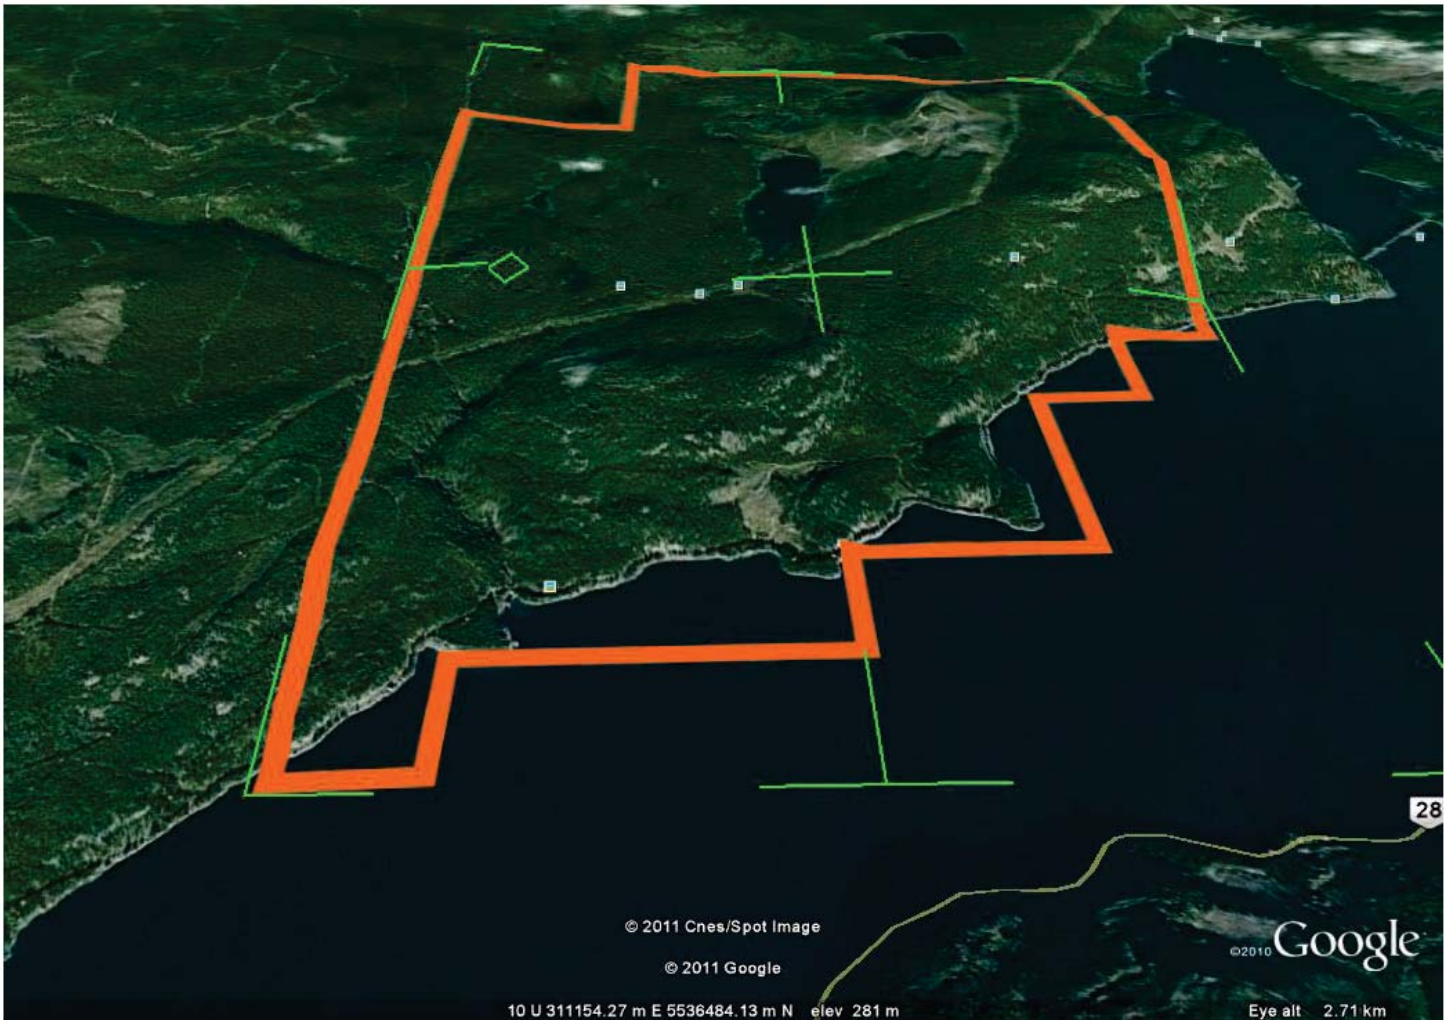 28
© 2011 Cnes/Spot Image
©2010 Google
© 2011 Google
10 U 311154.27 m E 5536484.13 m N elev 281 m Eye alt 2.71 km